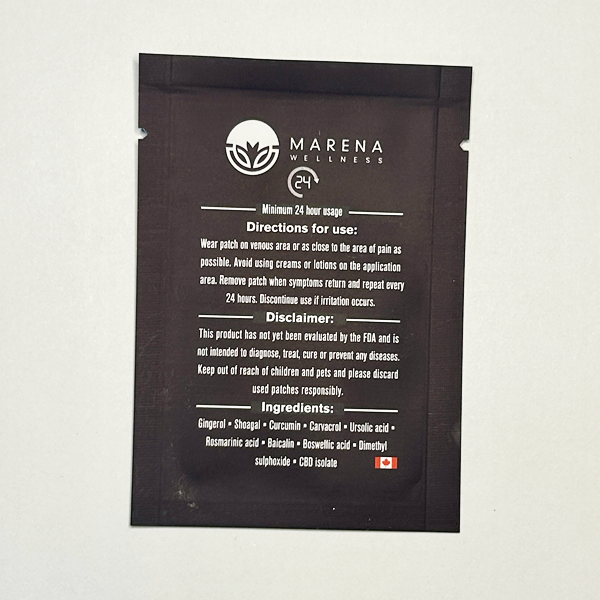 MARENA
WELLNESS
24
Minimum 24 hour usage
Directions for use:
Wear patch on venous area or as close to the area of pain as
possible. Avoid using creams or lotions on the application
area. Remove patch when symptoms return and repeat every
24 hours. Discontinue use if irritation occurs.
Disclaimer:
This product has not yet been evaluated by the FDA and is
not intended to diagnose, treat, cure or prevent any diseases.
Keep out of reach of children and pets and please discard
used patches responsibly.
Ingredients:
Gingerol • Shoagal • Curcumin • Carvacrol • Ursolic acid •
Rosmarinic acid • Baicalin • Boswellic acid • Dimethyl
sulphoxide • CBD isolate